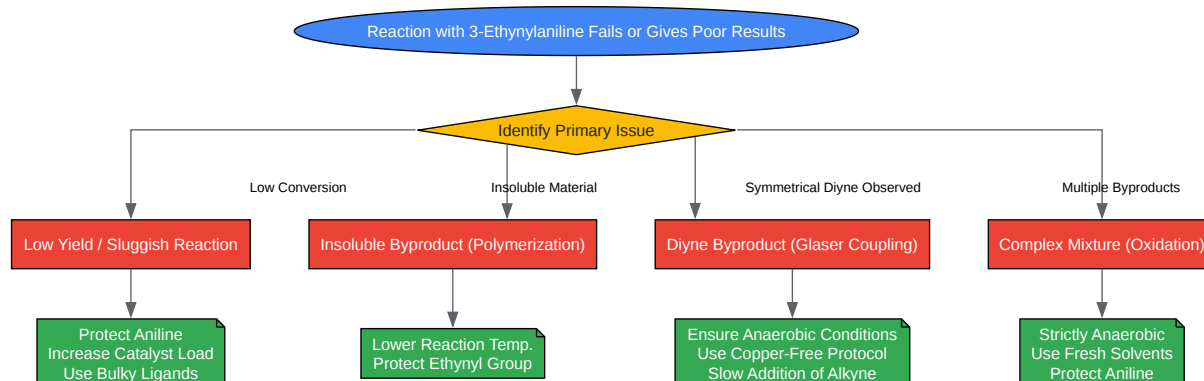 Reaction with 3-Ethynylaniline Fails or Gives Poor Results
Identify Primary Issue
Low Conversion
Insoluble Material
Symmetrical Diyne Observed
Multiple Byproducts
Low Yield / Sluggish Reaction
Insoluble Byproduct (Polymerization)
Diyne Byproduct (Glaser Coupling)
Complex Mixture (Oxidation)
Protect Aniline
Increase Catalyst Load
Use Bulky Ligands
Lower Reaction Temp.
Protect Ethynyl Group
Ensure Anaerobic Conditions
Use Copper-Free Protocol
Slow Addition of Alkyne
Strictly Anaerobic
Use Fresh Solvents
Protect Aniline